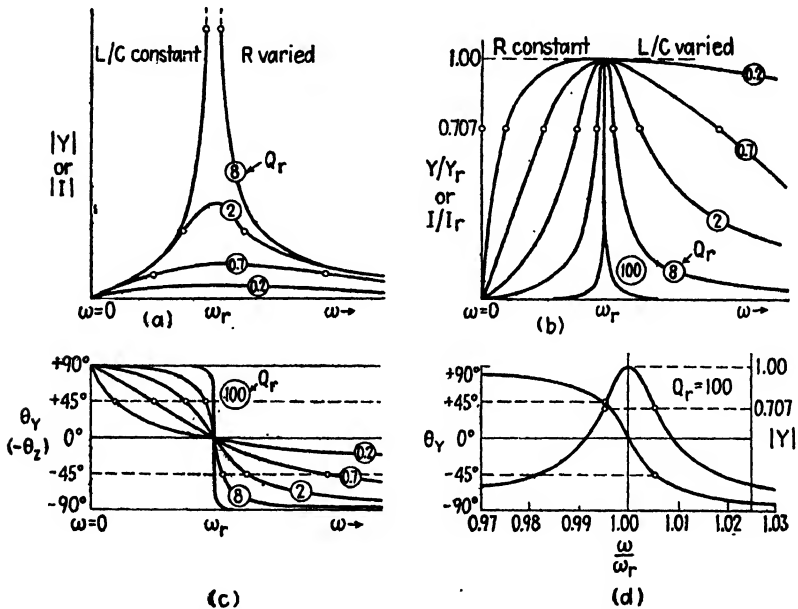 L/C constant
R varied
|Y|
or
|I|
8
Qr
2
0.7
0.2
ω=0
ωr
ω→
(a)
R constant
L/C varied
1.00
0.707
Y/Yr
or
I/Ir
0.2
0.7
2
Qr
8
100
ω=0
ωr
ω→
(b)
+90°
+45°
0°
-45°
-90°
θY
(-θZ)
100
Qr
0.2
0.7
2
8
ω=0
ωr
ω→
(c)
+90°
+45°
θY 0°
-45°
-90°
Qr=100
1.00
0.707
|Y|
0.97 0.98 0.99 1.00 1.01 1.02 1.03
ω
ωr
(d)